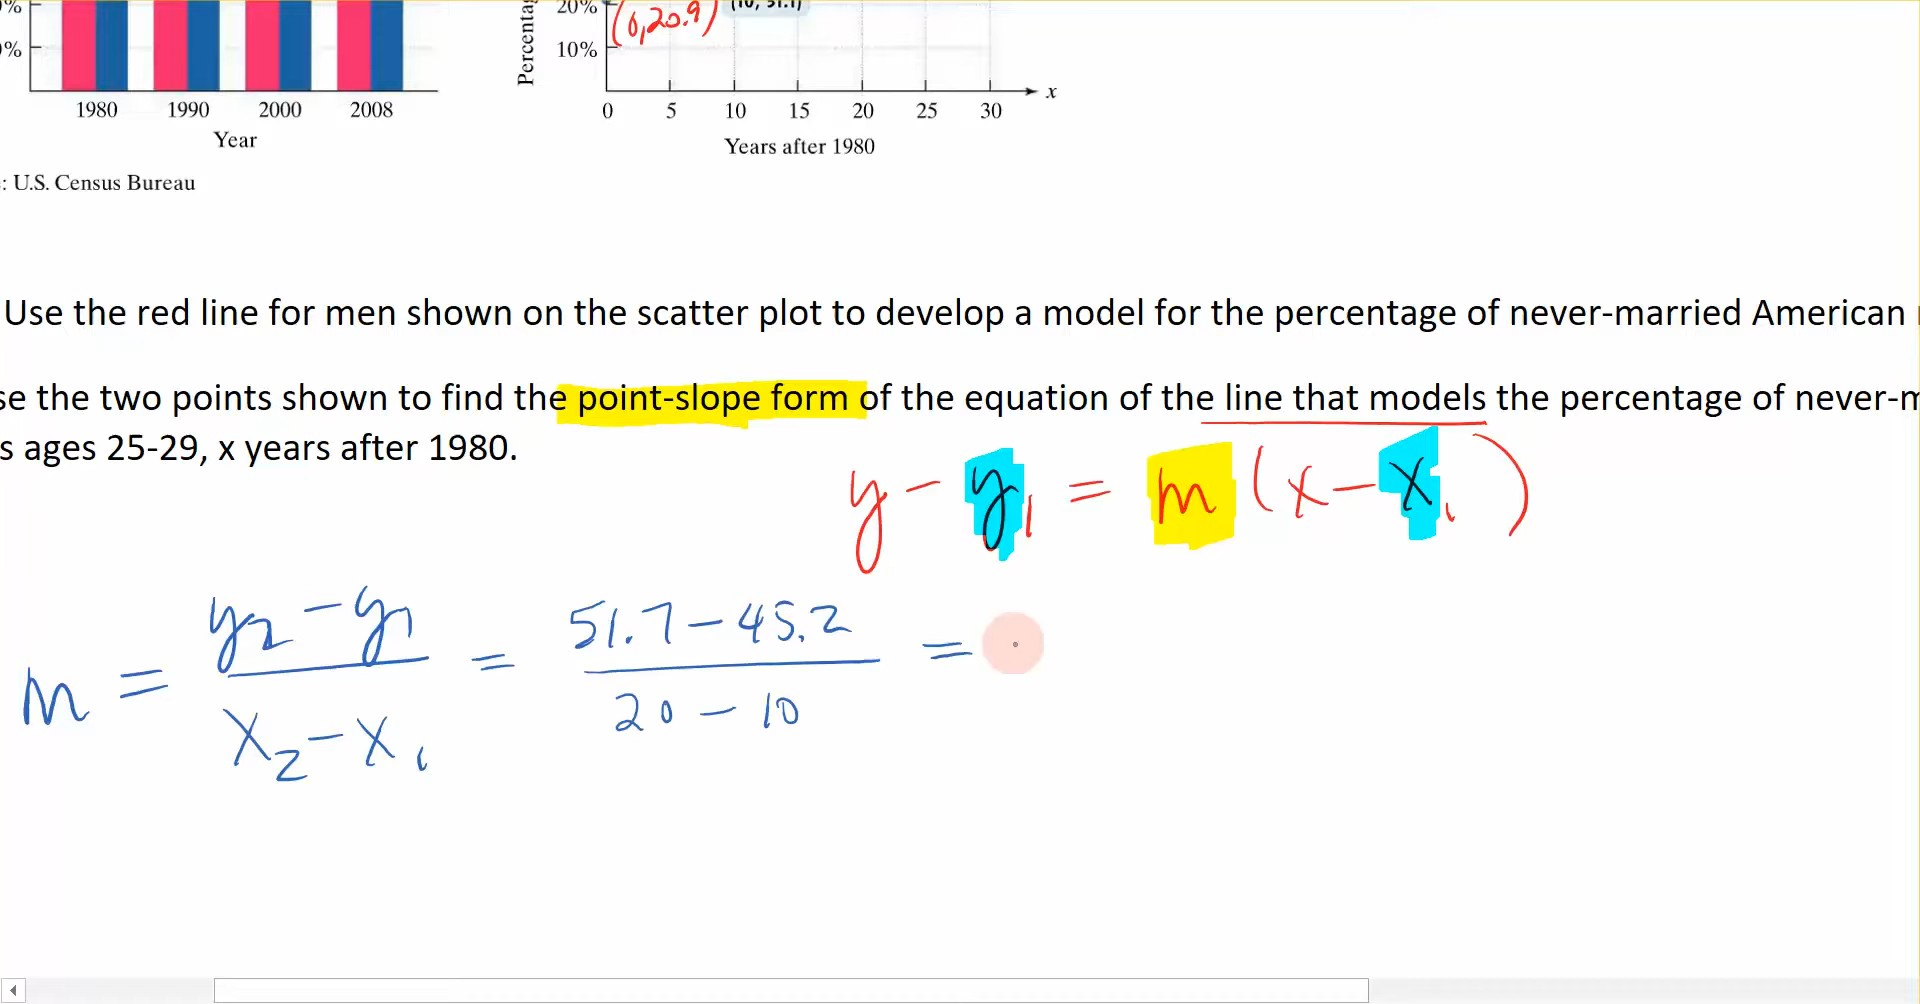 % 20% (0,20.9)
% 10%
Percenta
1980 1990 2000 2008
Year
0 5 10 15 20 25 30 x
Years after 1980
: U.S. Census Bureau
Use the red line for men shown on the scatter plot to develop a model for the percentage of never-married American
se the two points shown to find the point-slope form of the equation of the line that models the percentage of never-m
s ages 25-29, x years after 1980.
y - y₁ = m (x - x₁)
m = y₂ - y₁ / x₂ - x₁ = 51.7 - 45.2 / 20 - 10 =